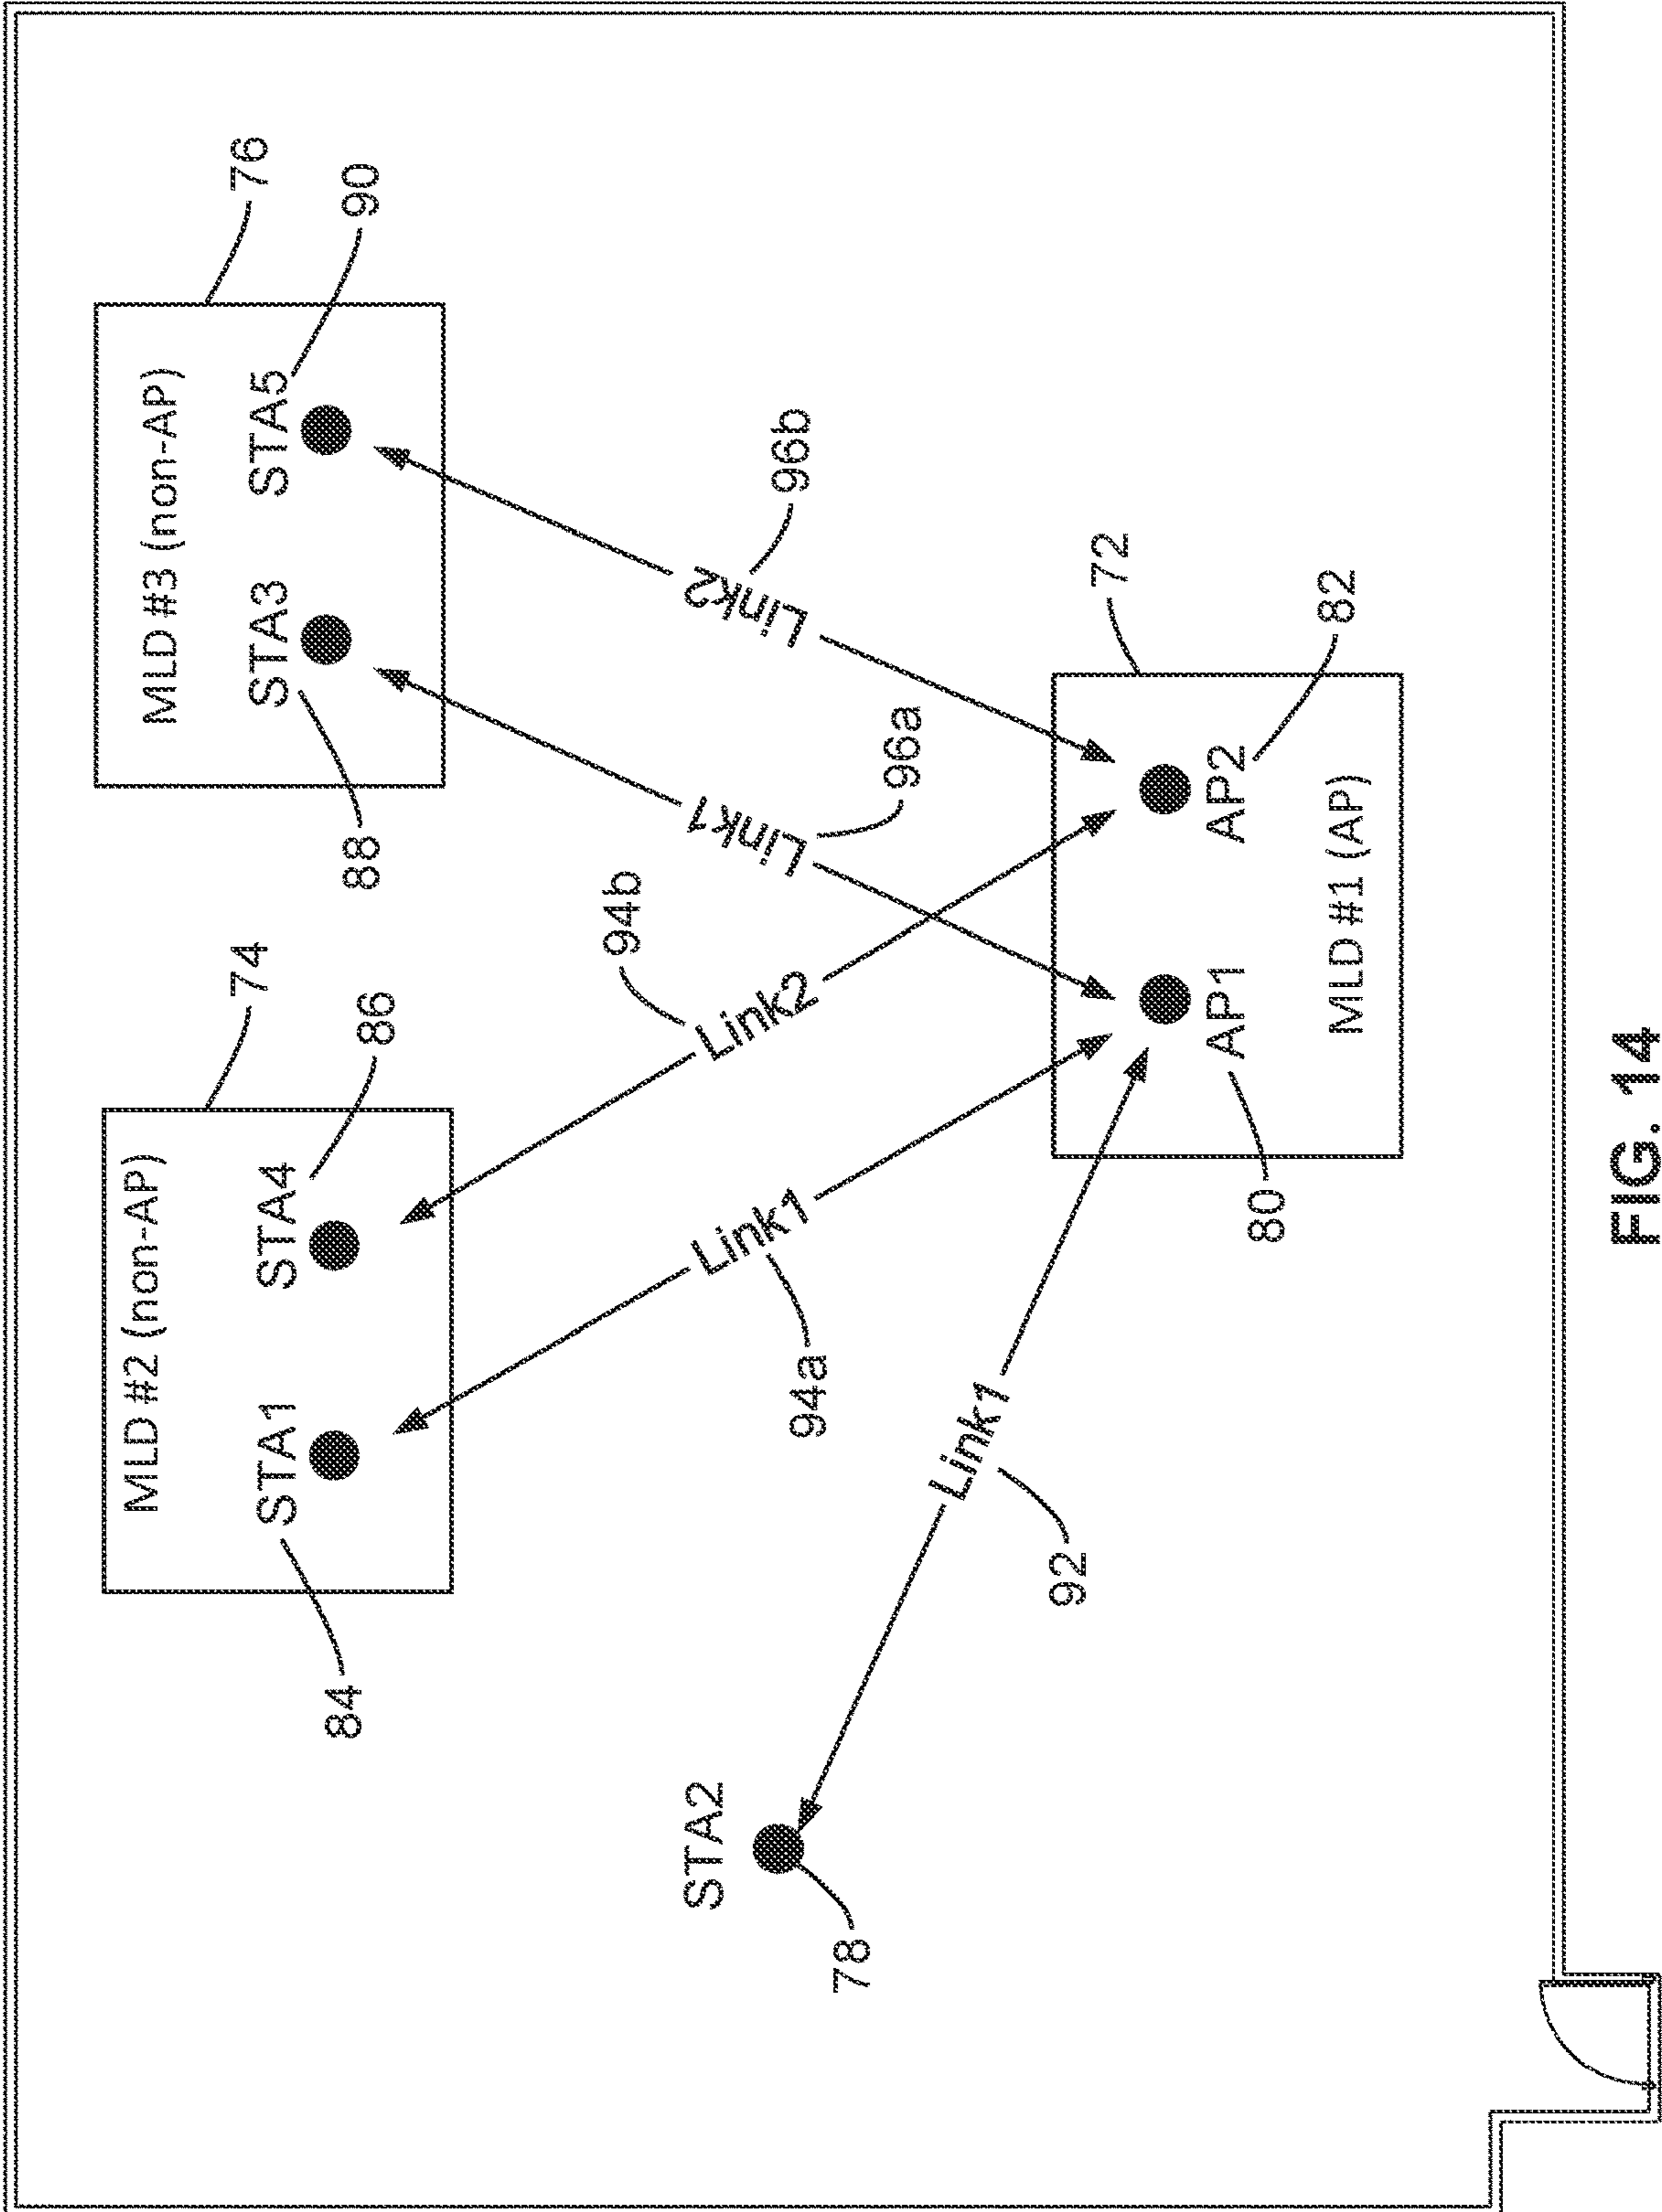 MLD #2 (non-AP)
74
STA1
STA4
84
86
MLD #3 (non-AP)
76
STA3
STA5
88
90
94b
Link2
96b
Link2
Link1
94a
Link1
96a
STA2
78
Link1
92
72
AP1
AP2
80
82
MLD #1 (AP)
FIG. 14